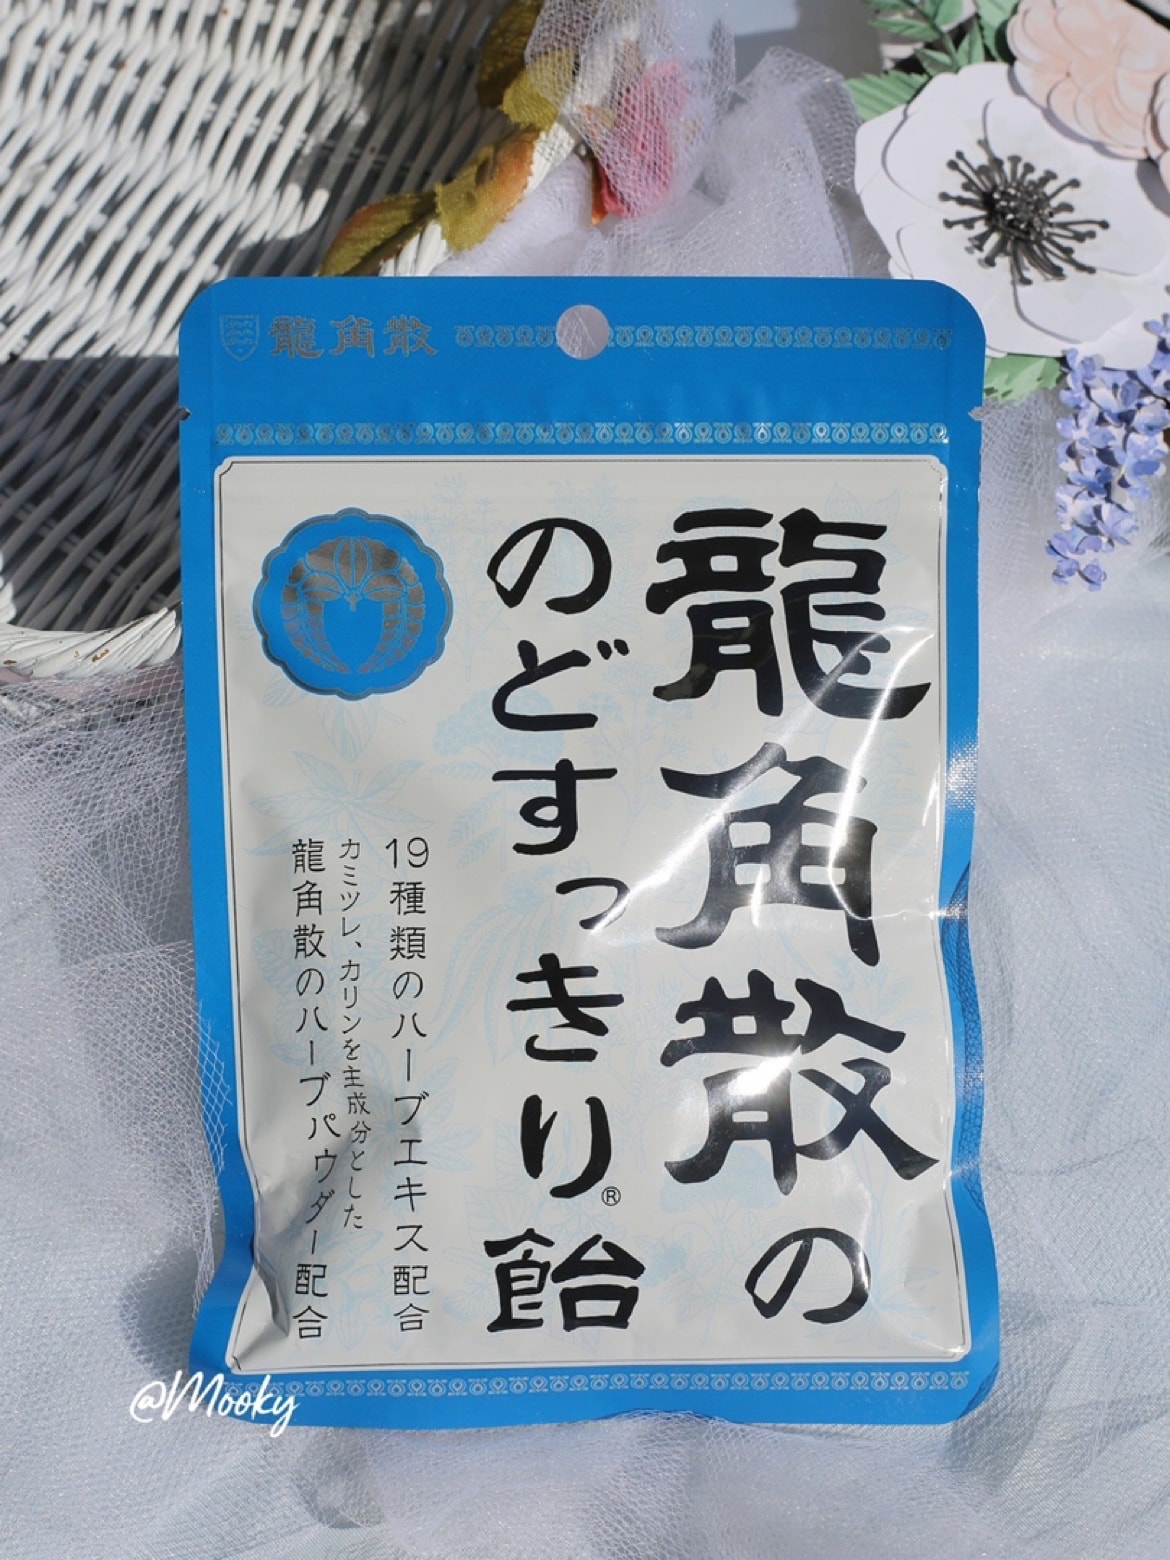 龍角散
龍角散の
のどすっきり®飴
19種類のハーブエキス配合
カミツレ、カリンを主成分とした
龍角散のハーブパウダー配合
@Mooky